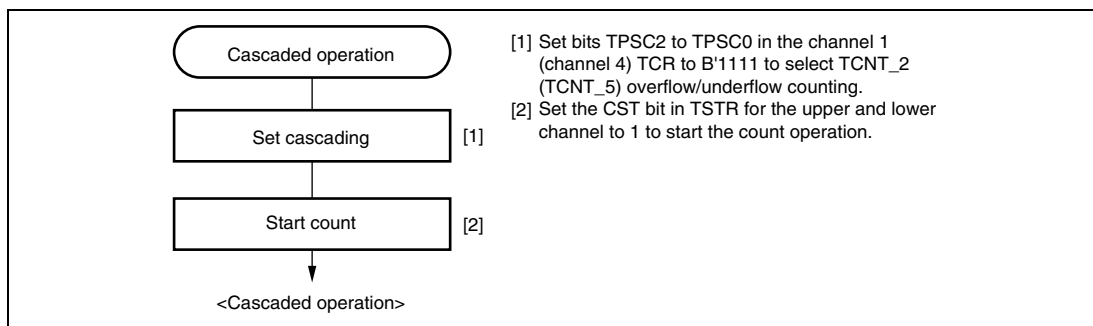 Cascaded operation
Set cascading
[1]
Start count
[2]
<Cascaded operation>
[1] Set bits TPSC2 to TPSC0 in the channel 1
(channel 4) TCR to B'1111 to select TCNT_2
(TCNT_5) overflow/underflow counting.
[2] Set the CST bit in TSTR for the upper and lower
channel to 1 to start the count operation.